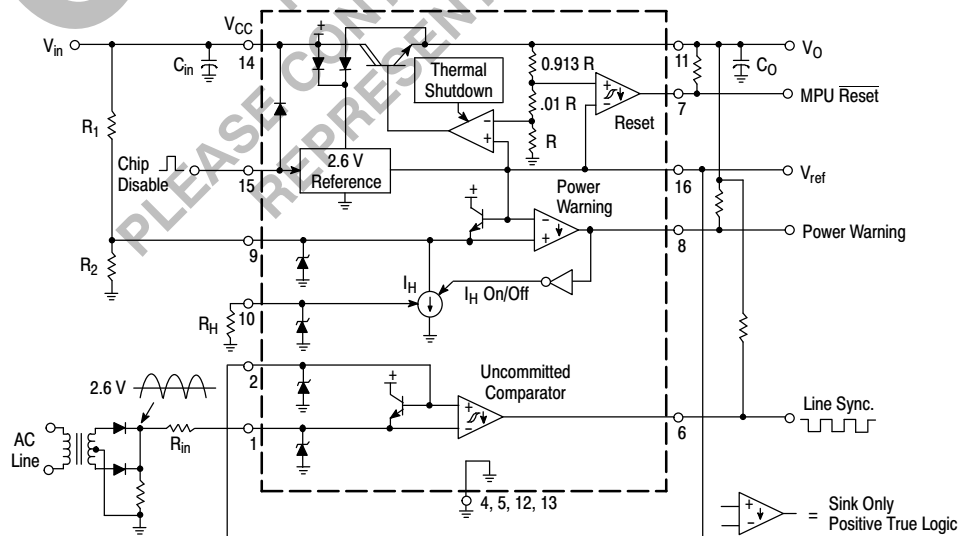 PLEASE CONT
REPRESENT
V_CC
V_in
14
C_in
Thermal
Shutdown
0.913 R
.01 R
R
Reset
11
C_O
V_O
7
MPU R̅e̅s̅e̅t̅
R_1
Chip
Disable
15
2.6 V
Reference
16
V_ref
Power
Warning
8
Power Warning
R_2
9
I_H
I_H On/Off
R_H
10
2
Uncommitted
Comparator
2.6 V
AC
Line
R_in
1
6
Line Sync.
4, 5, 12, 13
= Sink Only
Positive True Logic